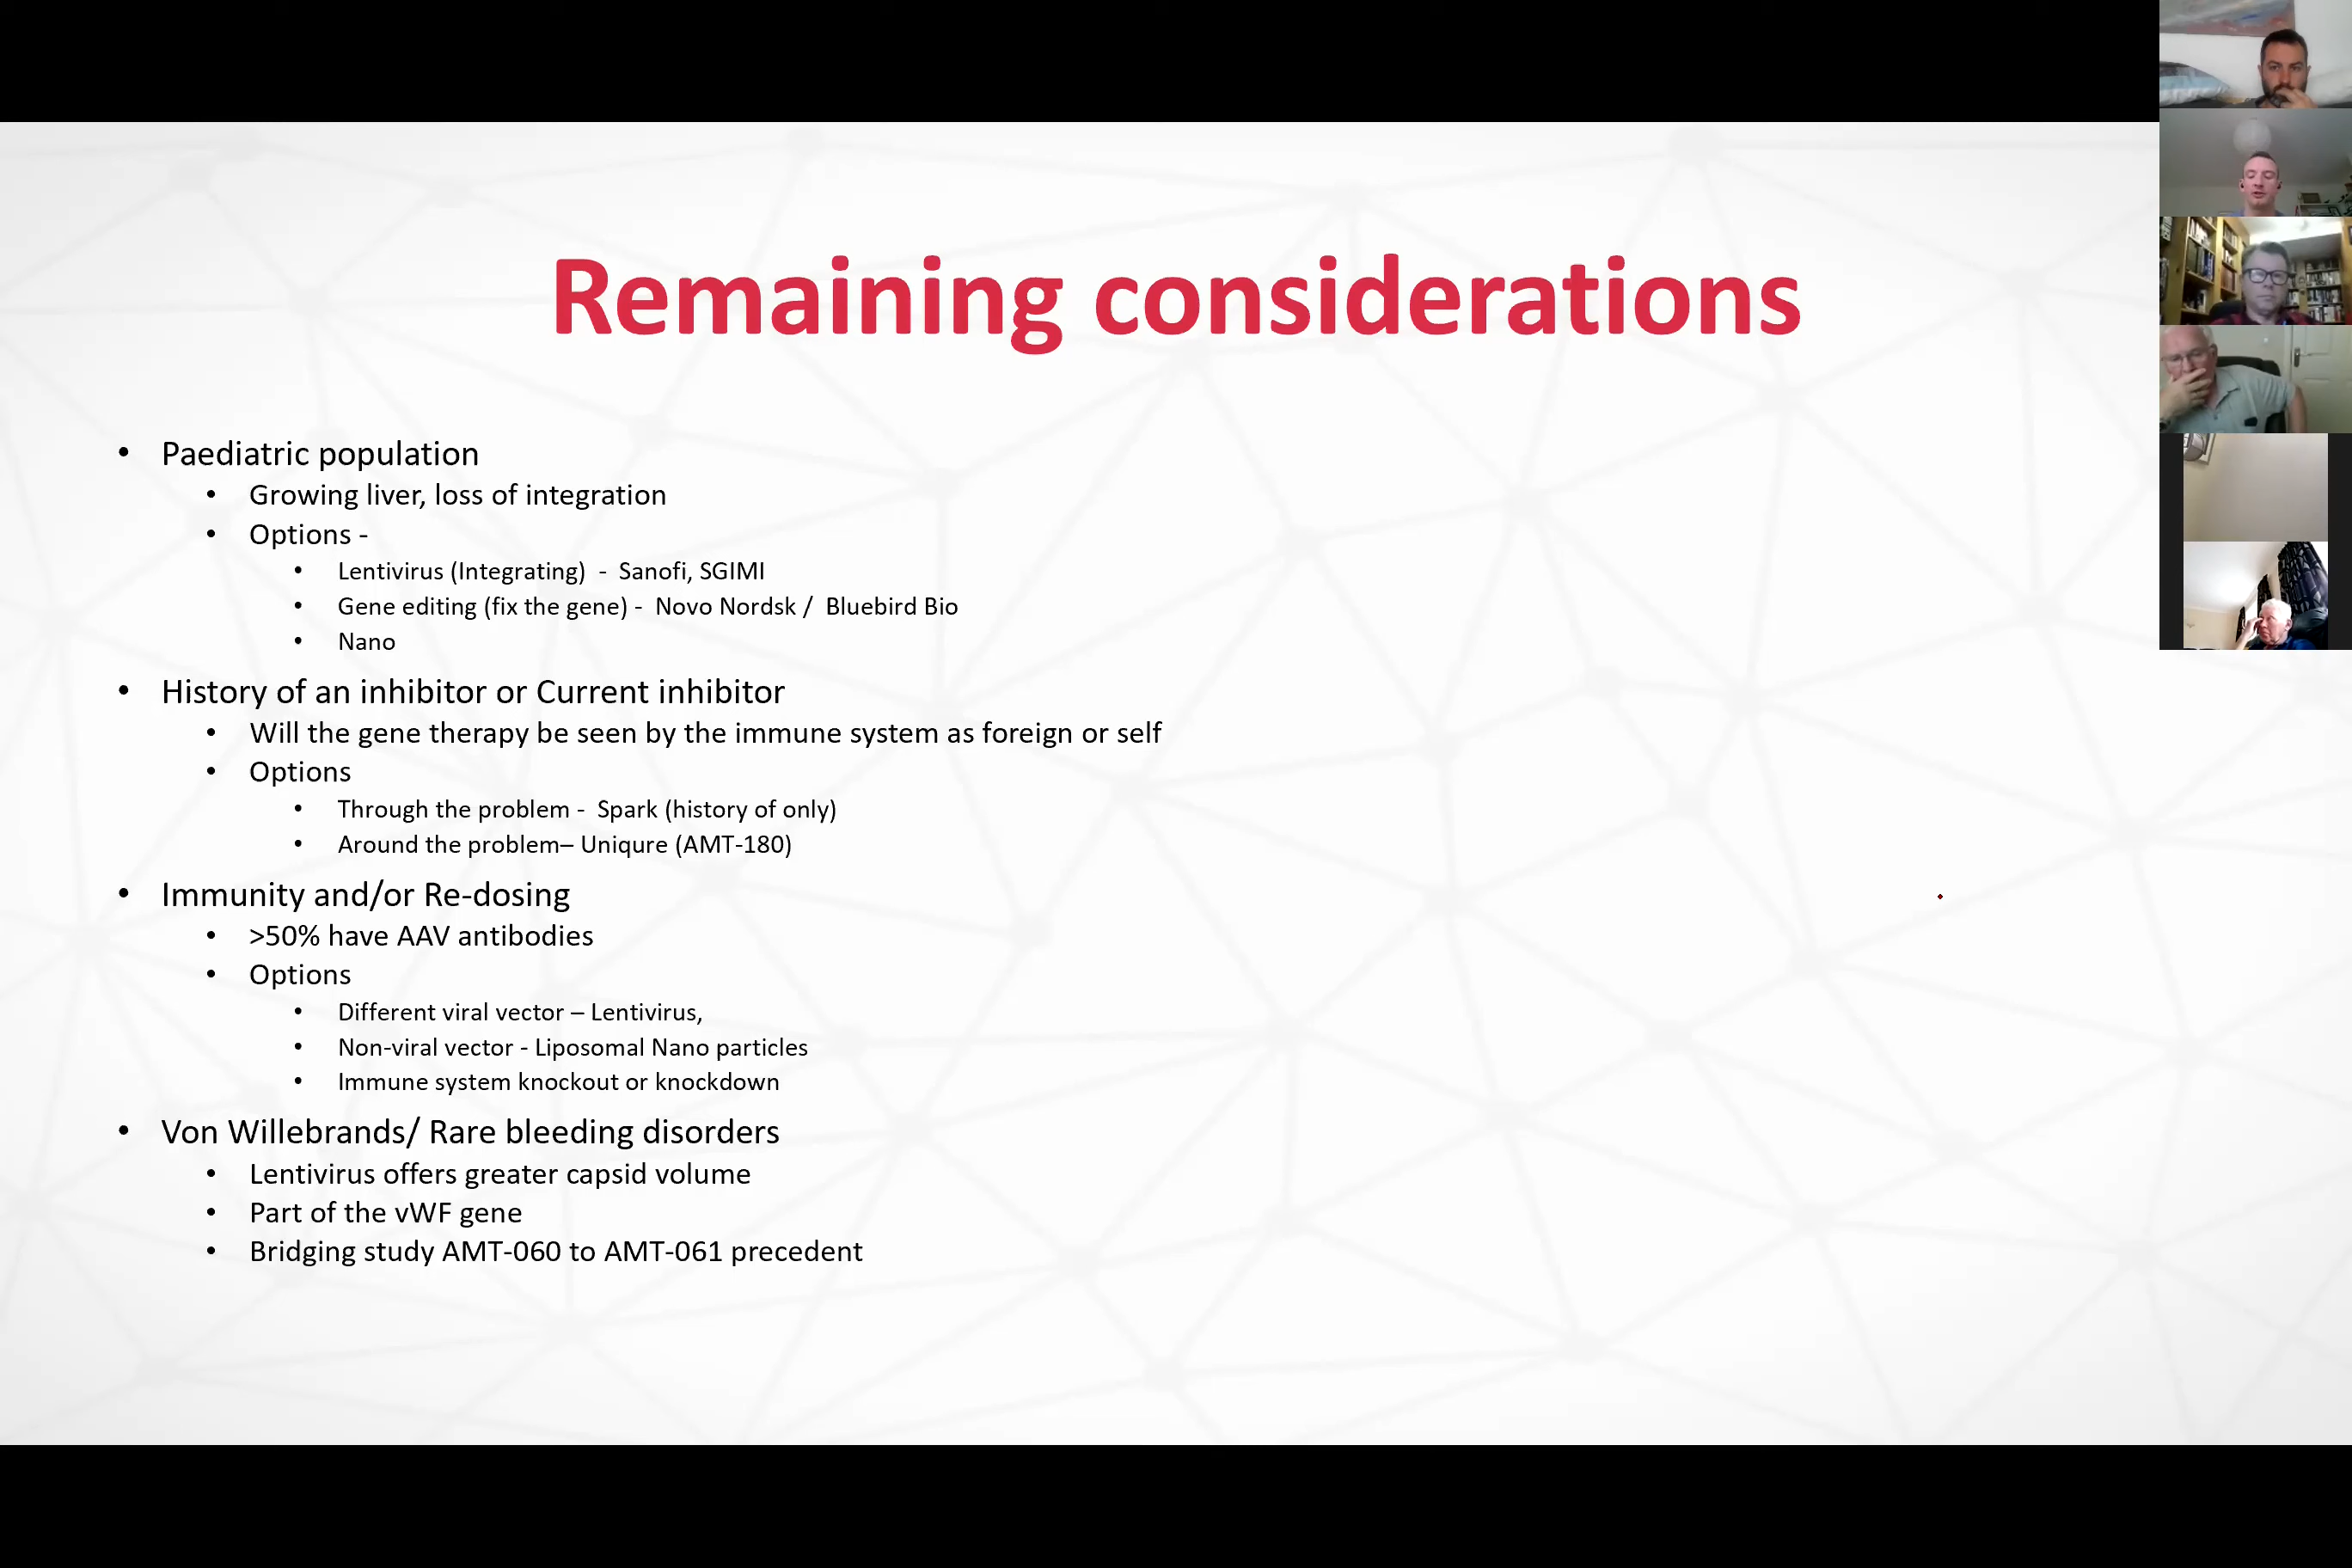 Remaining considerations
• Paediatric population
• Growing liver, loss of integration
• Options -
• Lentivirus (Integrating) - Sanofi, SGIMI
• Gene editing (fix the gene) - Novo Nordsk / Bluebird Bio
• Nano
• History of an inhibitor or Current inhibitor
• Will the gene therapy be seen by the immune system as foreign or self
• Options
• Through the problem - Spark (history of only)
• Around the problem– Uniqure (AMT-180)
• Immunity and/or Re-dosing
• >50% have AAV antibodies
• Options
• Different viral vector – Lentivirus,
• Non-viral vector - Liposomal Nano particles
• Immune system knockout or knockdown
• Von Willebrands/ Rare bleeding disorders
• Lentivirus offers greater capsid volume
• Part of the vWF gene
• Bridging study AMT-060 to AMT-061 precedent